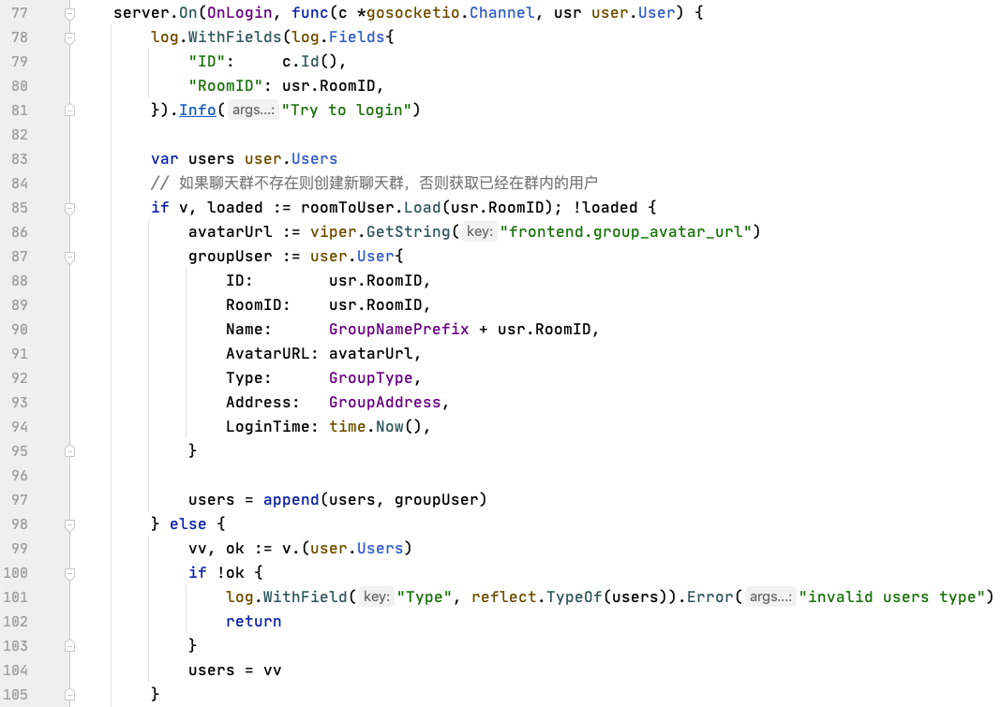 77 server.On(OnLogin, func(c *gosocketio.Channel, usr user.User) {
78 log.WithFields(log.Fields{
79 "ID":     c.Id(),
80 "RoomID": usr.RoomID,
81 }).Info( args...: "Try to login")
82
83 var users user.Users
84 // 如果聊天群不存在则创建新聊天群，否则获取已经在群内的用户
85 if v, loaded := roomToUser.Load(usr.RoomID); !loaded {
86 avatarUrl := viper.GetString( key: "frontend.group_avatar_url")
87 groupUser := user.User{
88 ID:        usr.RoomID,
89 RoomID:    usr.RoomID,
90 Name:      GroupNamePrefix + usr.RoomID,
91 AvatarURL: avatarUrl,
92 Type:      GroupType,
93 Address:   GroupAddress,
94 LoginTime: time.Now(),
95 }
96
97 users = append(users, groupUser)
98 } else {
99 vv, ok := v.(user.Users)
100 if !ok {
101 log.WithField( key: "Type", reflect.TypeOf(users)).Error( args...: "invalid users type")
102 return
103 }
104 users = vv
105 }